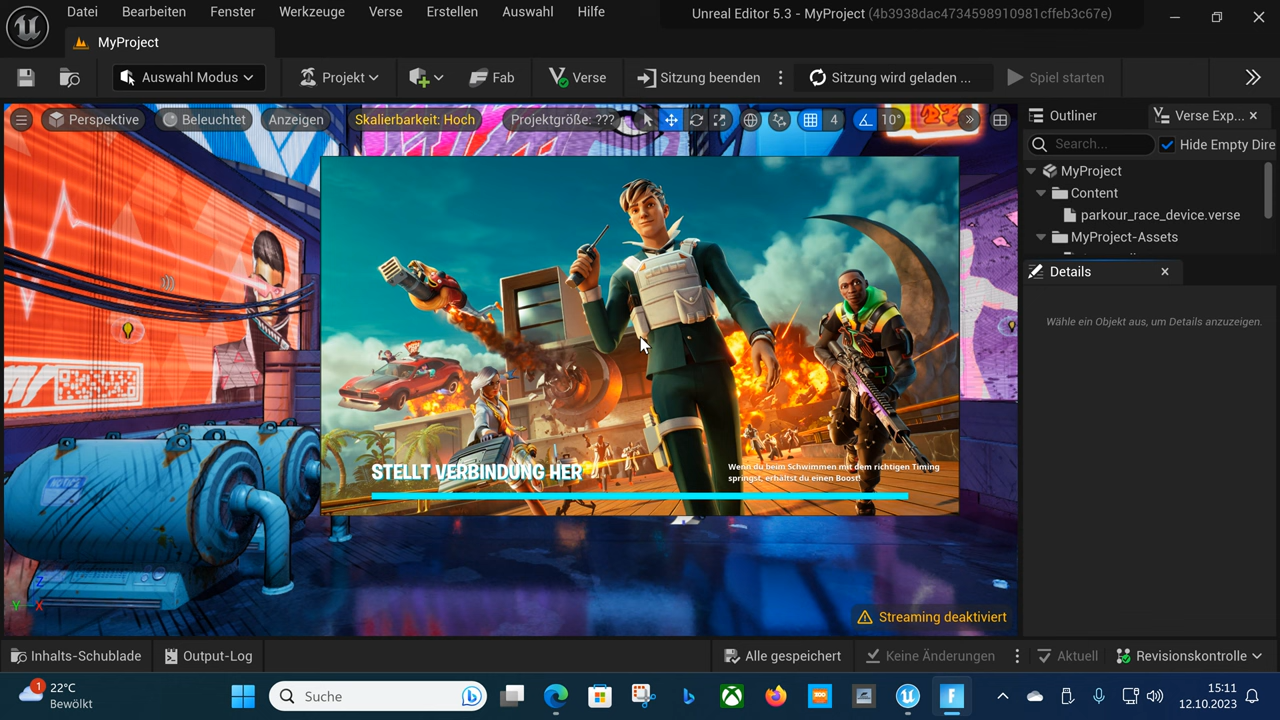 Datei Bearbeiten Fenster Werkzeuge Verse Erstellen Auswahl Hilfe
Unreal Editor 5.3 - MyProject (4b3938dac4734598910981cffeb3c67e)
MyProject
Auswahl Modus Projekt Fab Verse Sitzung beenden Sitzung wird geladen ... Spiel starten
Perspektive Beleuchtet Anzeigen Skalierbarkeit: Hoch Projektgröße: ??? 4 10°
Outliner Verse Exp...
Search... Hide Empty Dire
MyProject
Content
parkour_race_device.verse
MyProject-Assets
Details
Wähle ein Objekt aus, um Details anzuzeigen.
STELLT VERBINDUNG HER
Wenn du beim Schwimmen mit dem richtigen Timing
springst, erhältst du einen Boost!
NOTICE
Z
Y X
Streaming deaktiviert
Inhalts-Schublade Output-Log Alle gespeichert Keine Änderungen Aktuell Revisionskontrolle
1
22°C
Bewölkt
Suche
15:11
12.10.2023